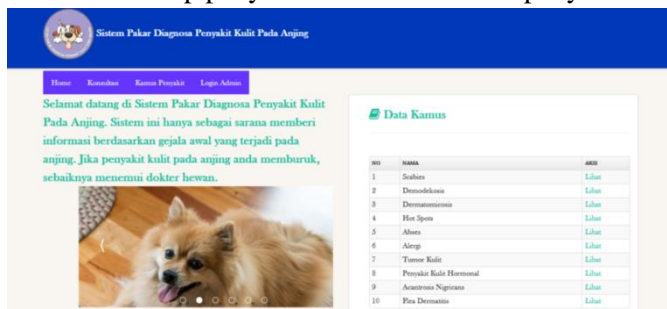 Sistem Pakar Diagnosa Penyakit Kulit Pada Anjing
Home Konsultasi Kamus Penyakit Login Admin
Selamat datang di Sistem Pakar Diagnosa Penyakit Kulit
Pada Anjing. Sistem ini hanya sebagai sarana memberi
informasi berdasarkan gejala awal yang terjadi pada
anjing. Jika penyakit kulit pada anjing anda memburuk,
sebaiknya menemui dokter hewan.
Data Kamus
NO NAMA AKSI
1 Scabies Lihat
2 Demodekosis Lihat
3 Dermatomicosis Lihat
4 Hot Spots Lihat
5 Abses Lihat
6 Alergi Lihat
7 Tumor Kulit Lihat
8 Penyakit Kulit Hormonal Lihat
9 Acantrosis Nigricans Lihat
10 Flea Dermatitis Lihat